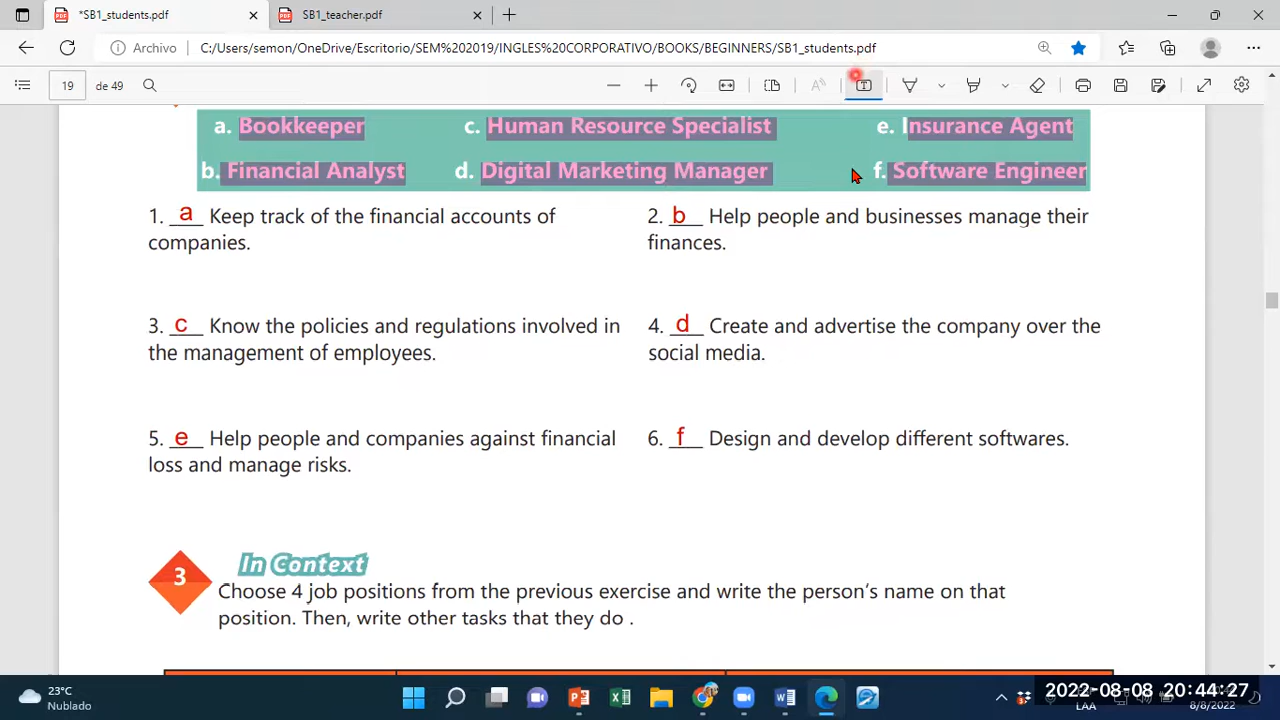 *SB1_students.pdf
SB1_teacher.pdf
Archivo C:/Users/semon/OneDrive/Escritorio/SEM%202019/INGLES%20CORPORATIVO/BOOKS/BEGINNERS/SB1_students.pdf
19 de 49
a. Bookkeeper c. Human Resource Specialist e. Insurance Agent
b. Financial Analyst d. Digital Marketing Manager f. Software Engineer
1. a Keep track of the financial accounts of
companies.
2. b Help people and businesses manage their
finances.
3. c Know the policies and regulations involved in
the management of employees.
4. d Create and advertise the company over the
social media.
5. e Help people and companies against financial
loss and manage risks.
6. f Design and develop different softwares.
3 In Context
Choose 4 job positions from the previous exercise and write the person's name on that
position. Then, write other tasks that they do .
23°C
Nublado
2022-08-08 20:44:27
LAA 8/8/2022